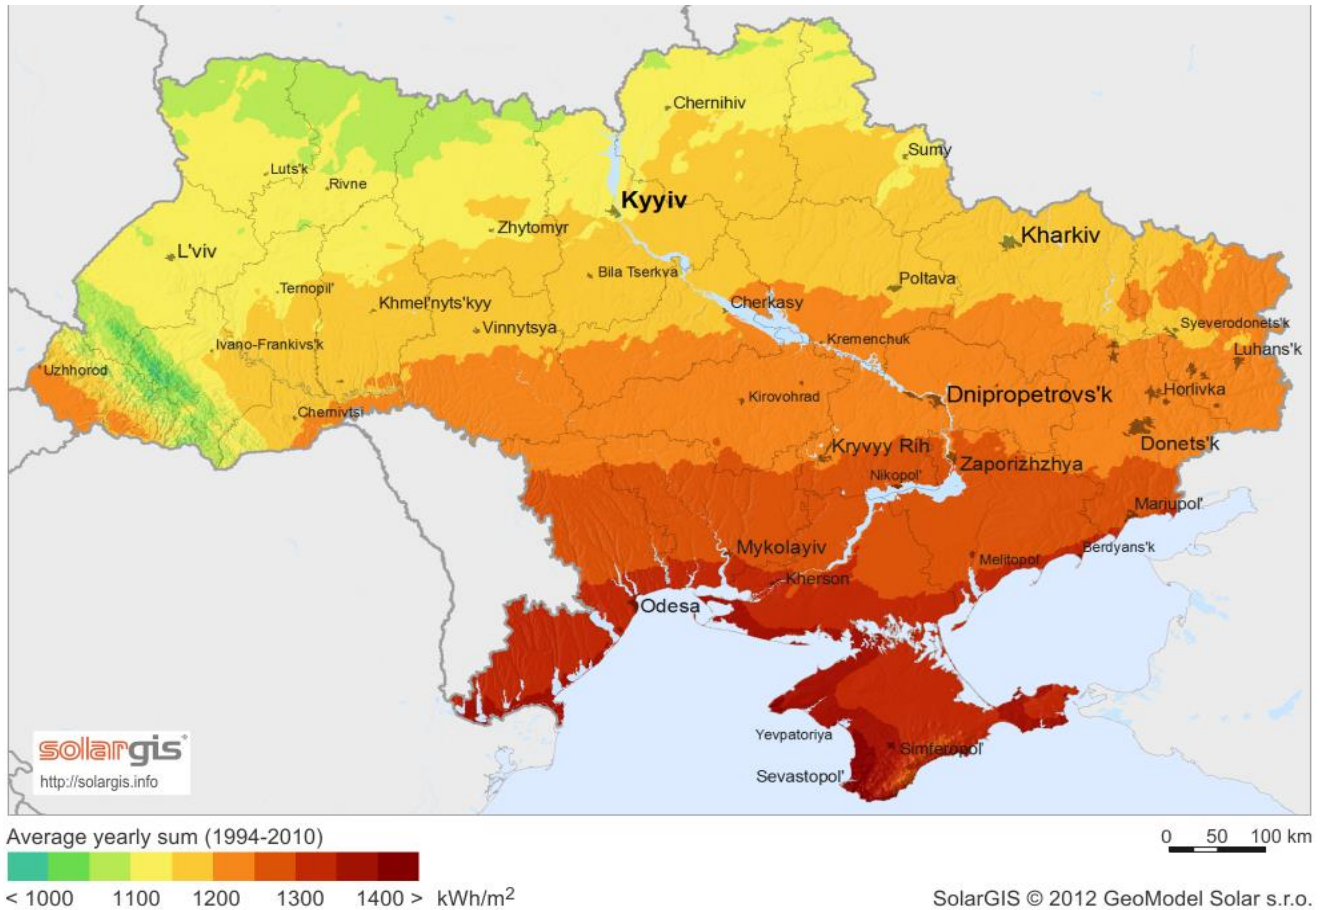 Chernihiv
Sumy
Luts'k
Rivne
Kyyiv
Zhytomyr
Kharkiv
L'viv
Bila Tserkva
Poltava
Ternopil'
Khmel'nyts'kyy
Cherkasy
Vinnytsya
Syeverodonets'k
Ivano-Frankivs'k
Kremenchuk
Luhans'k
Uzhhorod
Dnipropetrovs'k
Horlivka
Kirovohrad
Chernivtsi
Donets'k
Kryvyy Rih
Zaporizhzhya
Nikopol'
Mariupol'
Mykolayiv
Berdyans'k
Melitopol'
Kherson
Odesa
Yevpatoriya
Simferopol'
Sevastopol'
solargis
http://solargis.info
Average yearly sum (1994-2010)
0 50 100 km
< 1000 1100 1200 1300 1400 > kWh/m²
SolarGIS © 2012 GeoModel Solar s.r.o.